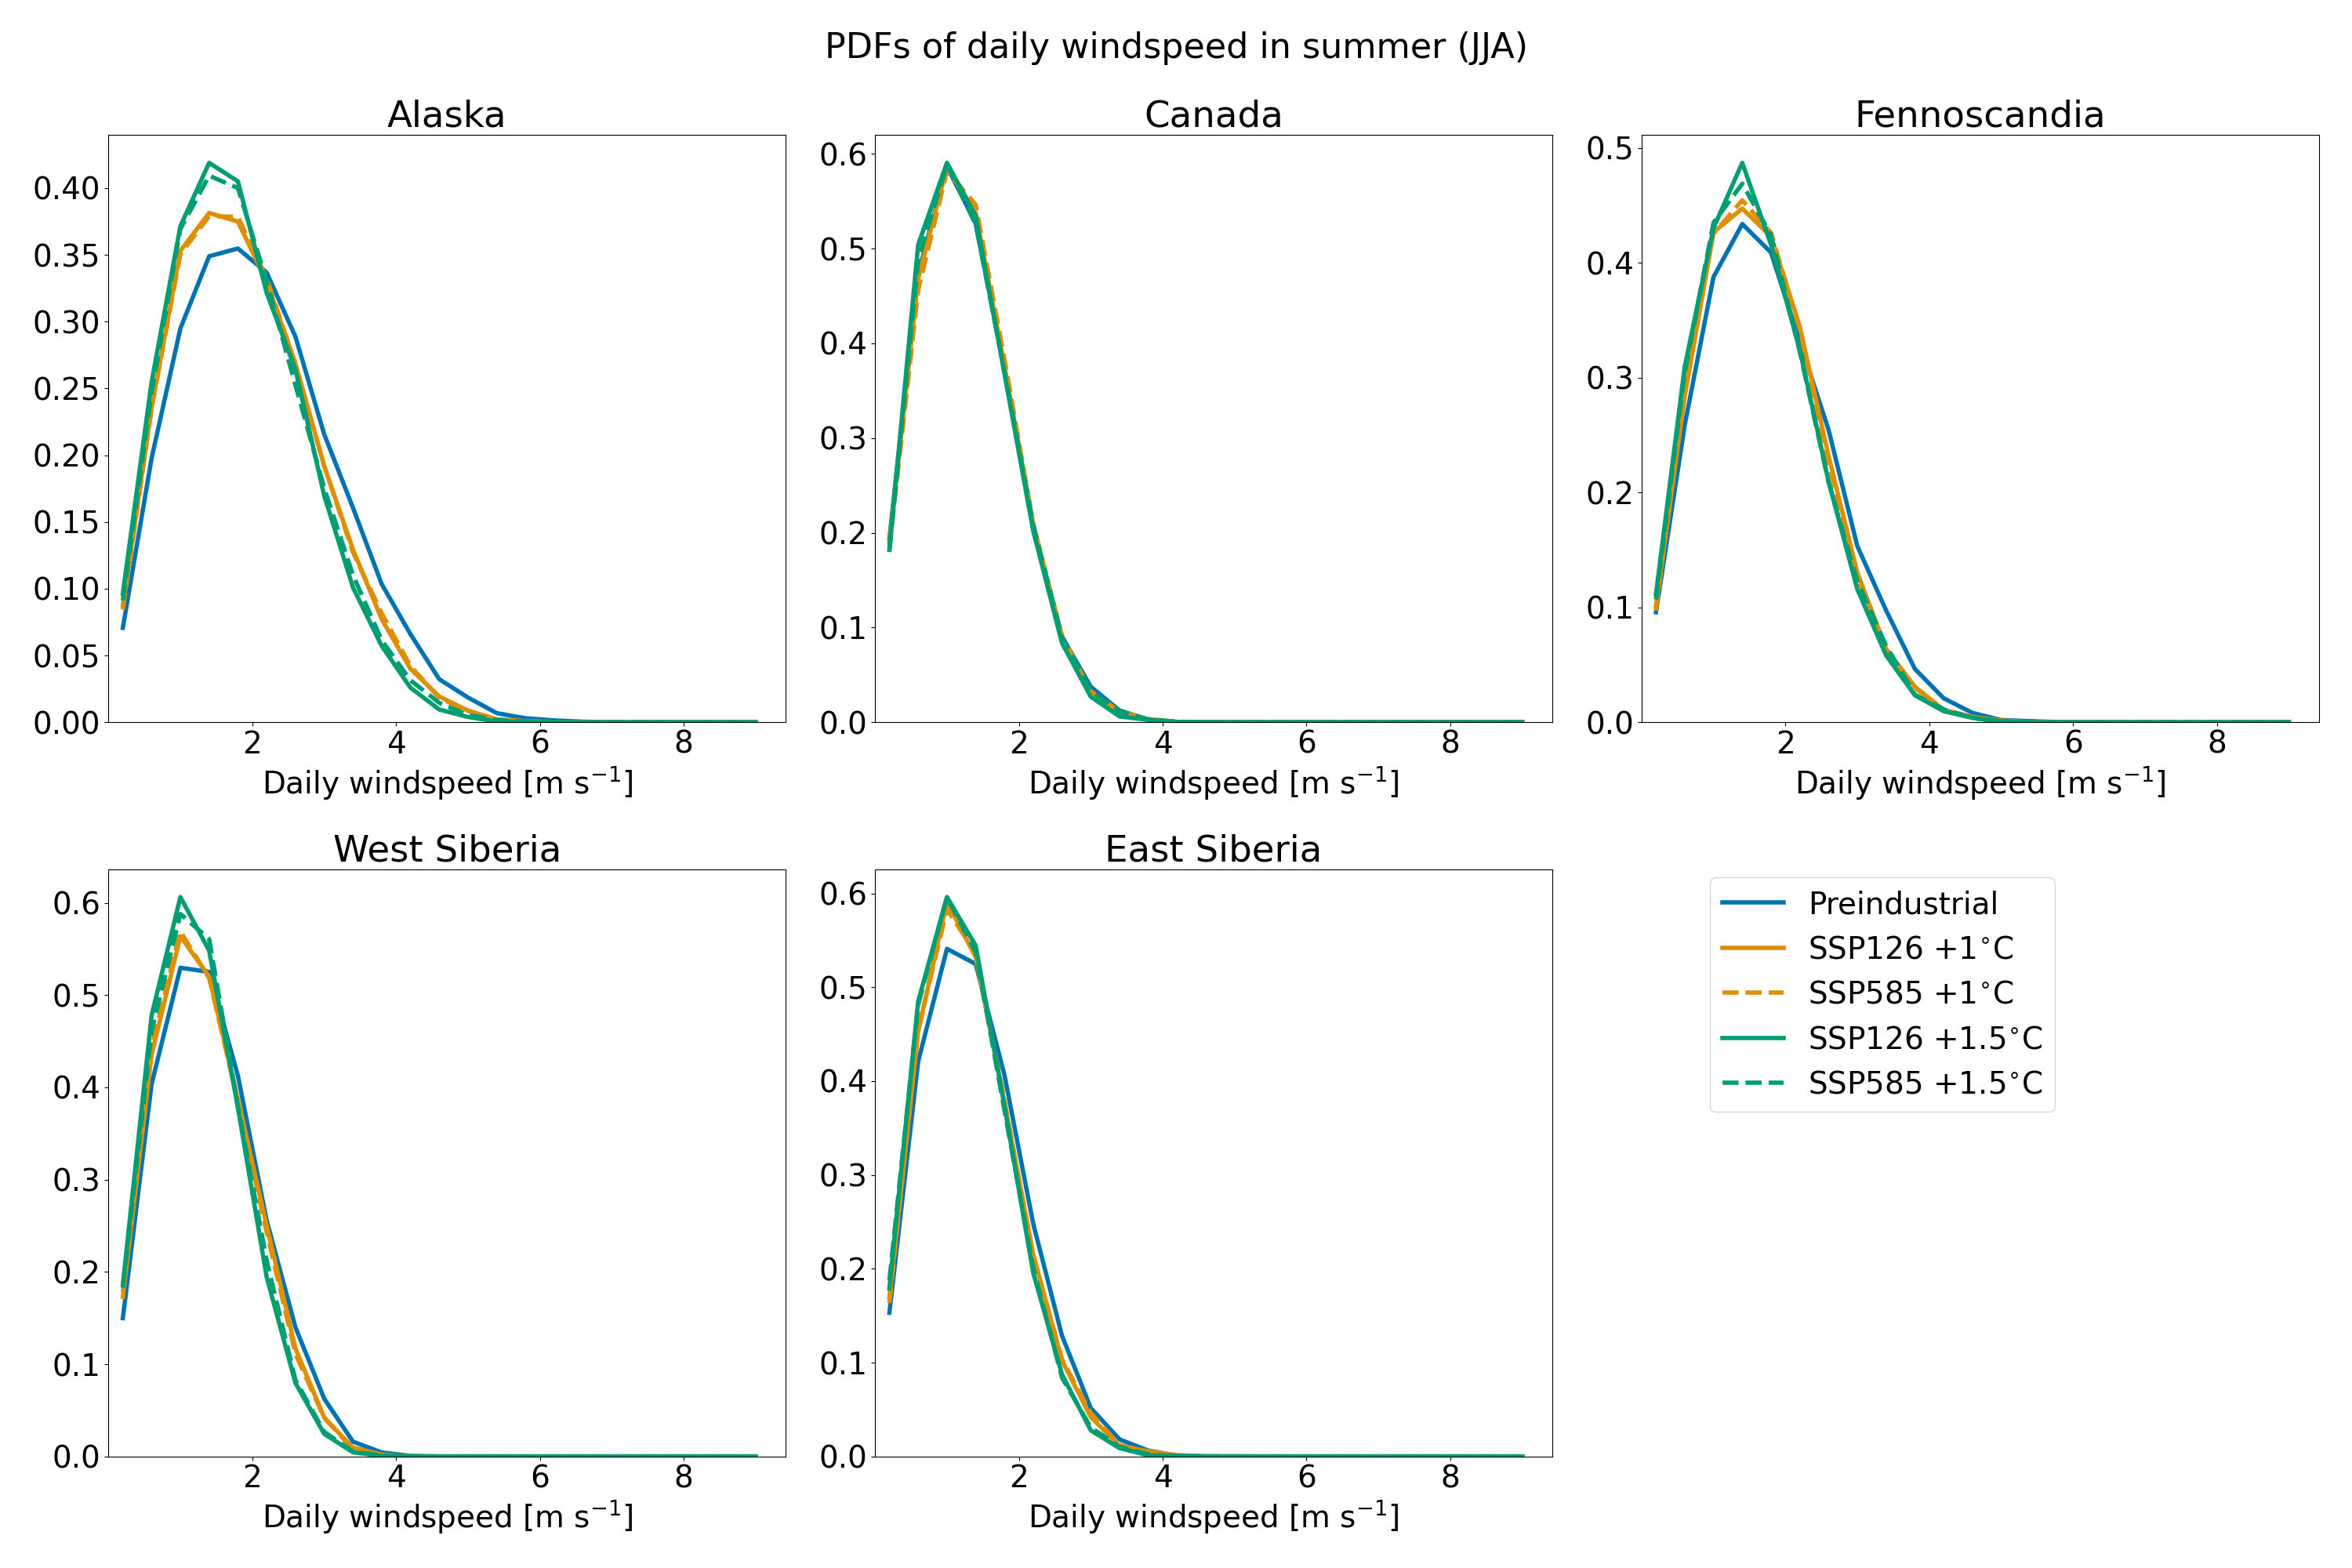 PDFs of daily windspeed in summer (JJA)
Alaska
0.40
0.35
0.30
0.25
0.20
0.15
0.10
0.05
0.00
2 4 6 8
Daily windspeed [m s⁻¹]
Canada
0.6
0.5
0.4
0.3
0.2
0.1
0.0
2 4 6 8
Daily windspeed [m s⁻¹]
Fennoscandia
0.5
0.4
0.3
0.2
0.1
0.0
2 4 6 8
Daily windspeed [m s⁻¹]
West Siberia
0.6
0.5
0.4
0.3
0.2
0.1
0.0
2 4 6 8
Daily windspeed [m s⁻¹]
East Siberia
0.6
0.5
0.4
0.3
0.2
0.1
0.0
2 4 6 8
Daily windspeed [m s⁻¹]
Preindustrial
SSP126 +1°C
SSP585 +1°C
SSP126 +1.5°C
SSP585 +1.5°C